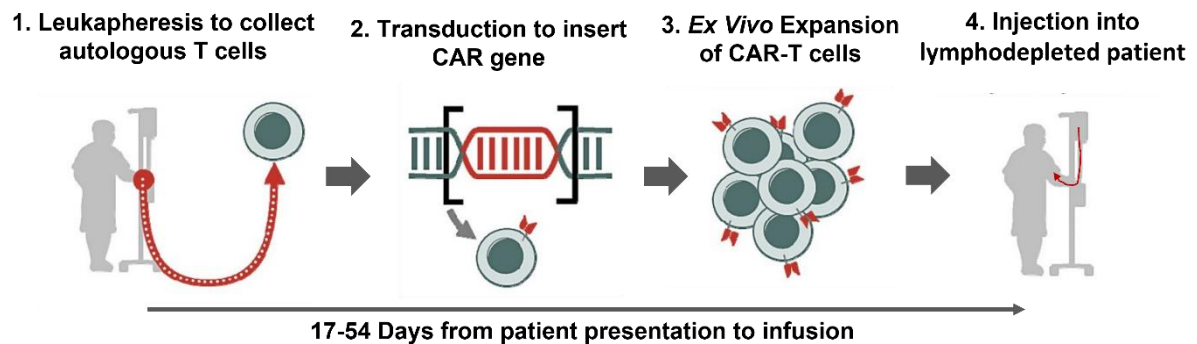 1. Leukapheresis to collect
autologous T cells
2. Transduction to insert
CAR gene
3. Ex Vivo Expansion
of CAR-T cells
4. Injection into
lymphodepleted patient
17-54 Days from patient presentation to infusion